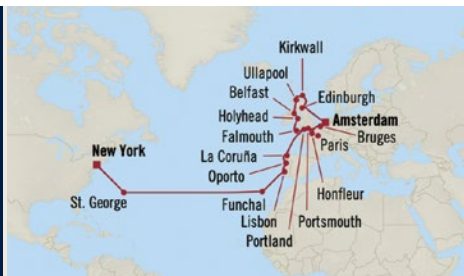 Kirkwall
Ullapool
Belfast
Edinburgh
Holyhead
Amsterdam
Falmouth
Bruges
Paris
New York
La Coruña
Oporto
Honfleur
St. George
Funchal
Lisbon
Portsmouth
Portland